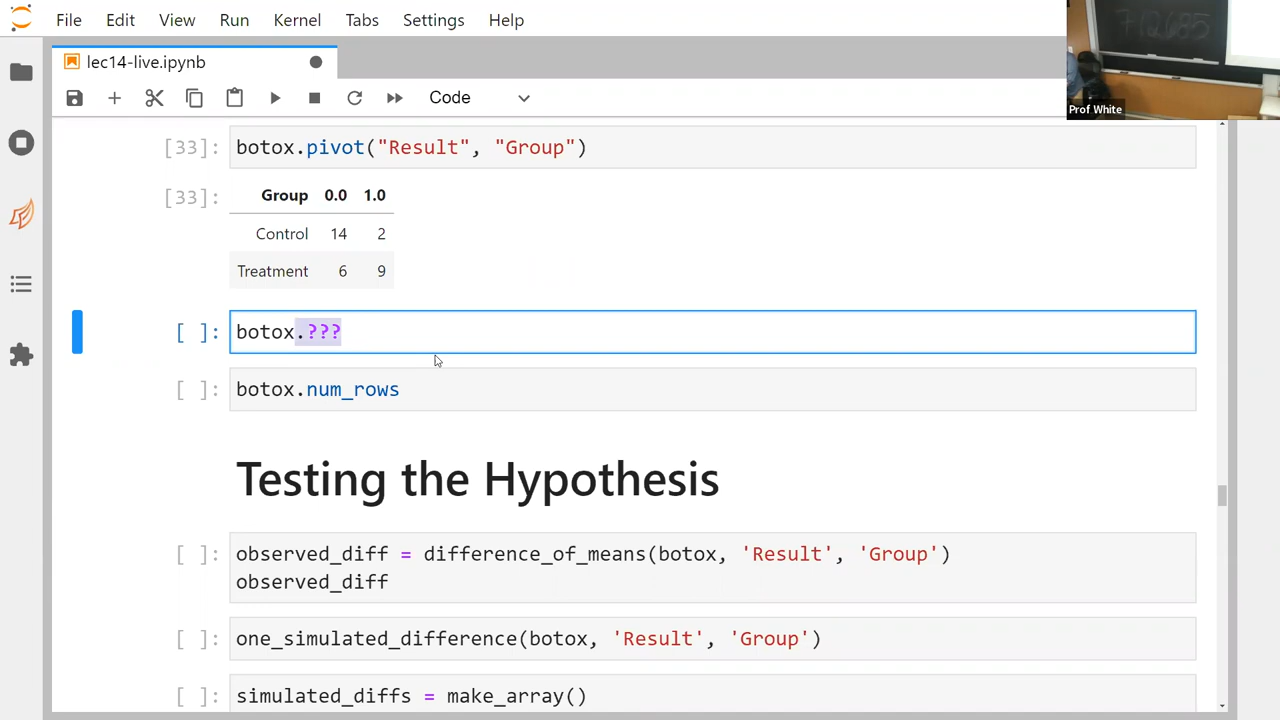 File Edit View Run Kernel Tabs Settings Help
712685
Prof White
lec14-live.ipynb
Code
[33]: botox.pivot("Result", "Group")
[33]: Group 0.0 1.0
Control 14 2
Treatment 6 9
[ ]: botox.???
[ ]: botox.num_rows
Testing the Hypothesis
[ ]: observed_diff = difference_of_means(botox, 'Result', 'Group')
observed_diff
[ ]: one_simulated_difference(botox, 'Result', 'Group')
[ ]: simulated_diffs = make_array()